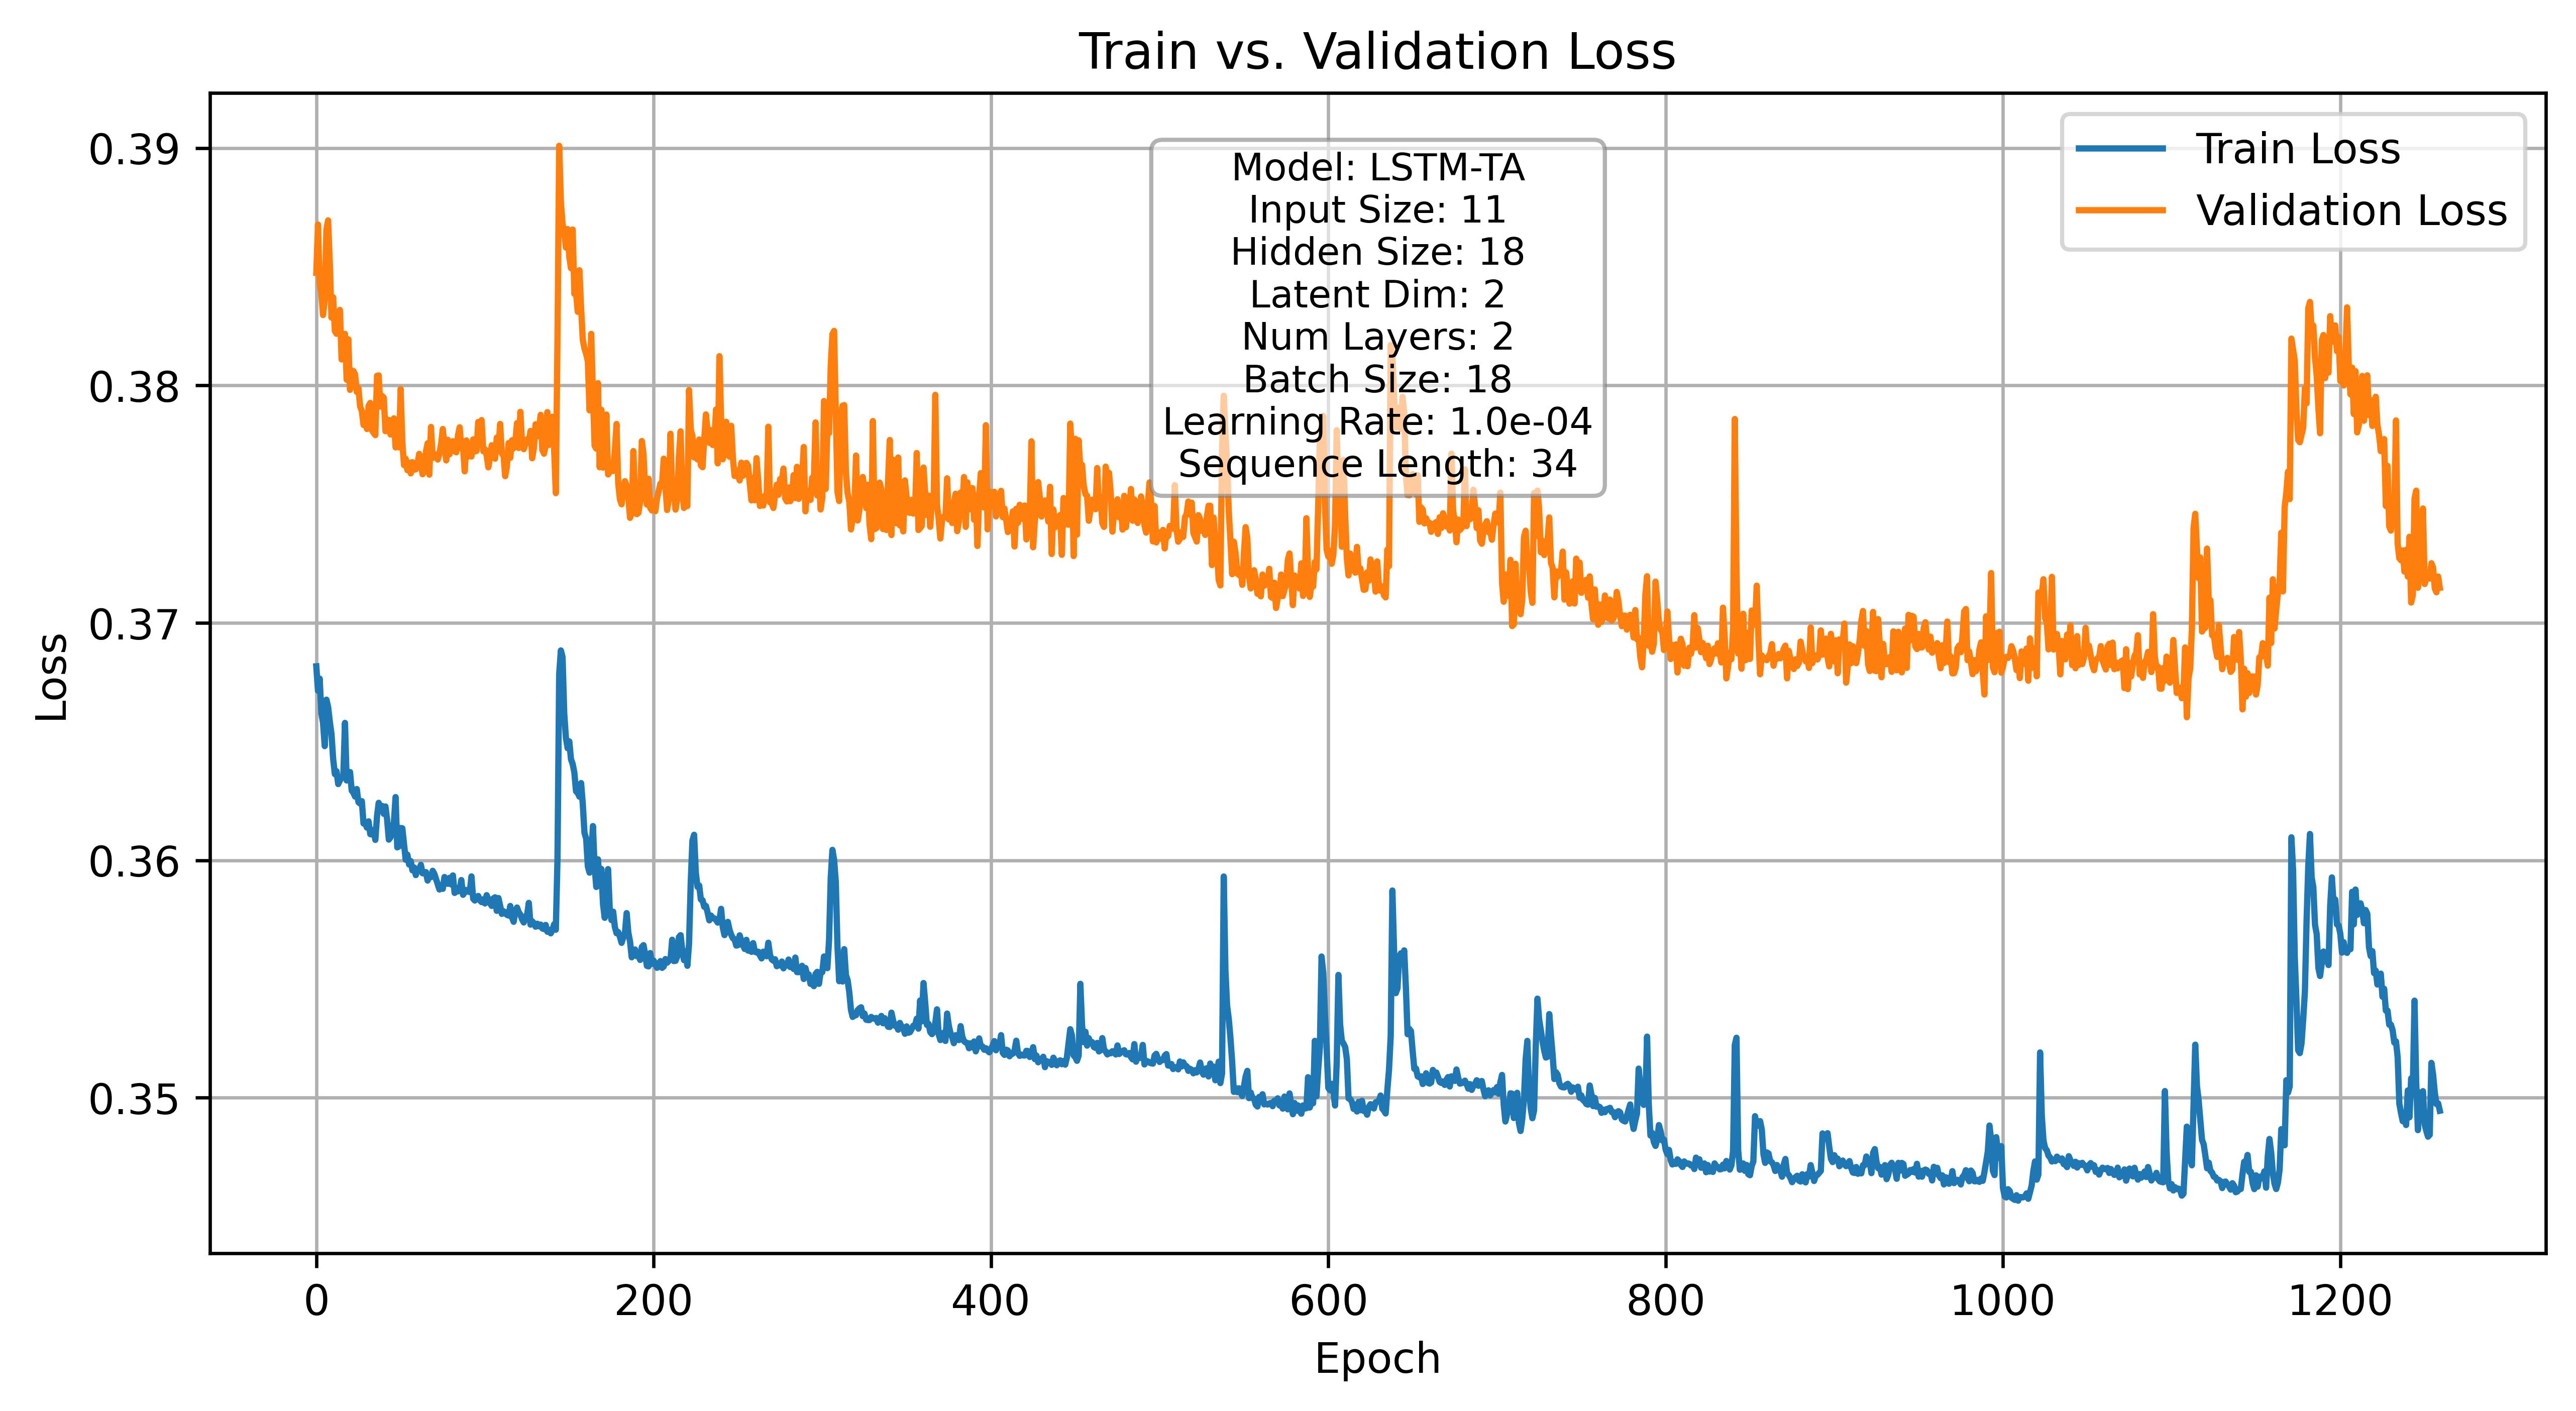 Train vs. Validation Loss
Train Loss
Validation Loss
Model: LSTM-TA
Input Size: 11
Hidden Size: 18
Latent Dim: 2
Num Layers: 2
Batch Size: 18
Learning Rate: 1.0e-04
Sequence Length: 34
Loss
0.39
0.38
0.37
0.36
0.35
0 200 400 600 800 1000 1200
Epoch